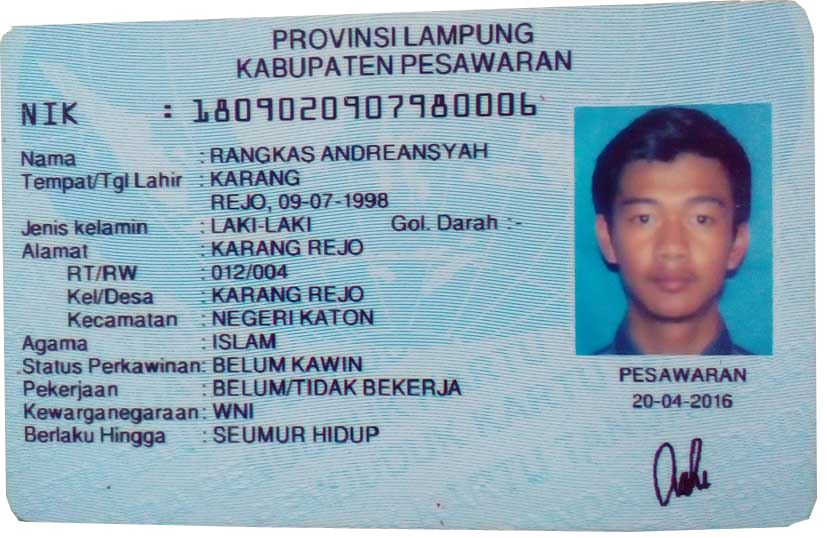 PROVINSI LAMPUNG
KABUPATEN PESAWARAN
NIK : 1809020907980006
Nama : RANGKAS ANDREANSYAH
Tempat/Tgl Lahir : KARANG
REJO, 09-07-1998
Jenis kelamin : LAKI-LAKI Gol. Darah :-
Alamat : KARANG REJO
RT/RW : 012/004
Kel/Desa : KARANG REJO
Kecamatan : NEGERI KATON
Agama : ISLAM
Status Perkawinan: BELUM KAWIN
Pekerjaan : BELUM/TIDAK BEKERJA
Kewarganegaraan: WNI
Berlaku Hingga : SEUMUR HIDUP
PESAWARAN
20-04-2016